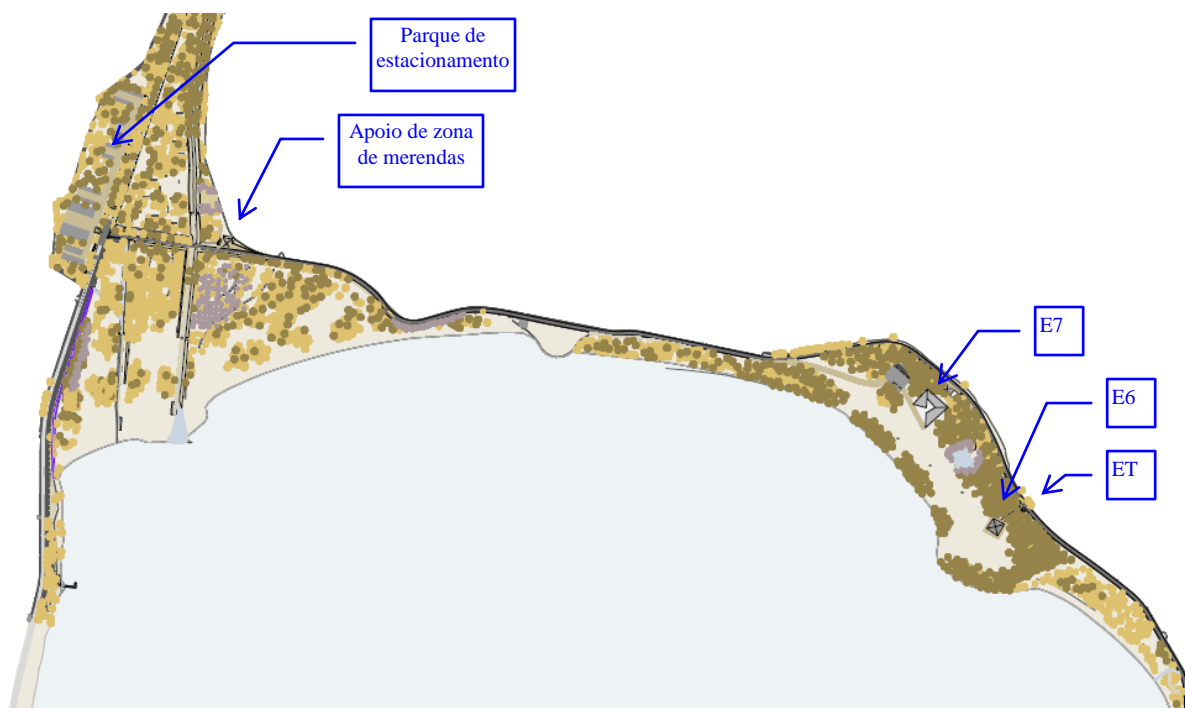 Parque de
estacionamento
Apoio de zona
de merendas
E7
E6
ET